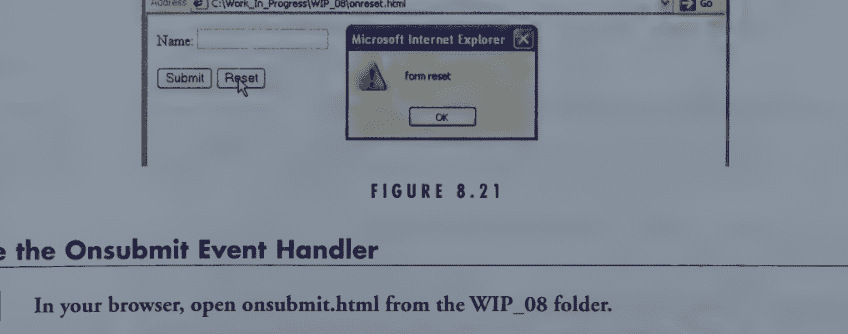 Address C:\Work_In_Progress\WIP_08\onreset.html Go
Name:
Microsoft Internet Explorer
Submit Reset
form reset
OK
FIGURE 8.21
e the Onsubmit Event Handler
In your browser, open onsubmit.html from the WIP_08 folder.